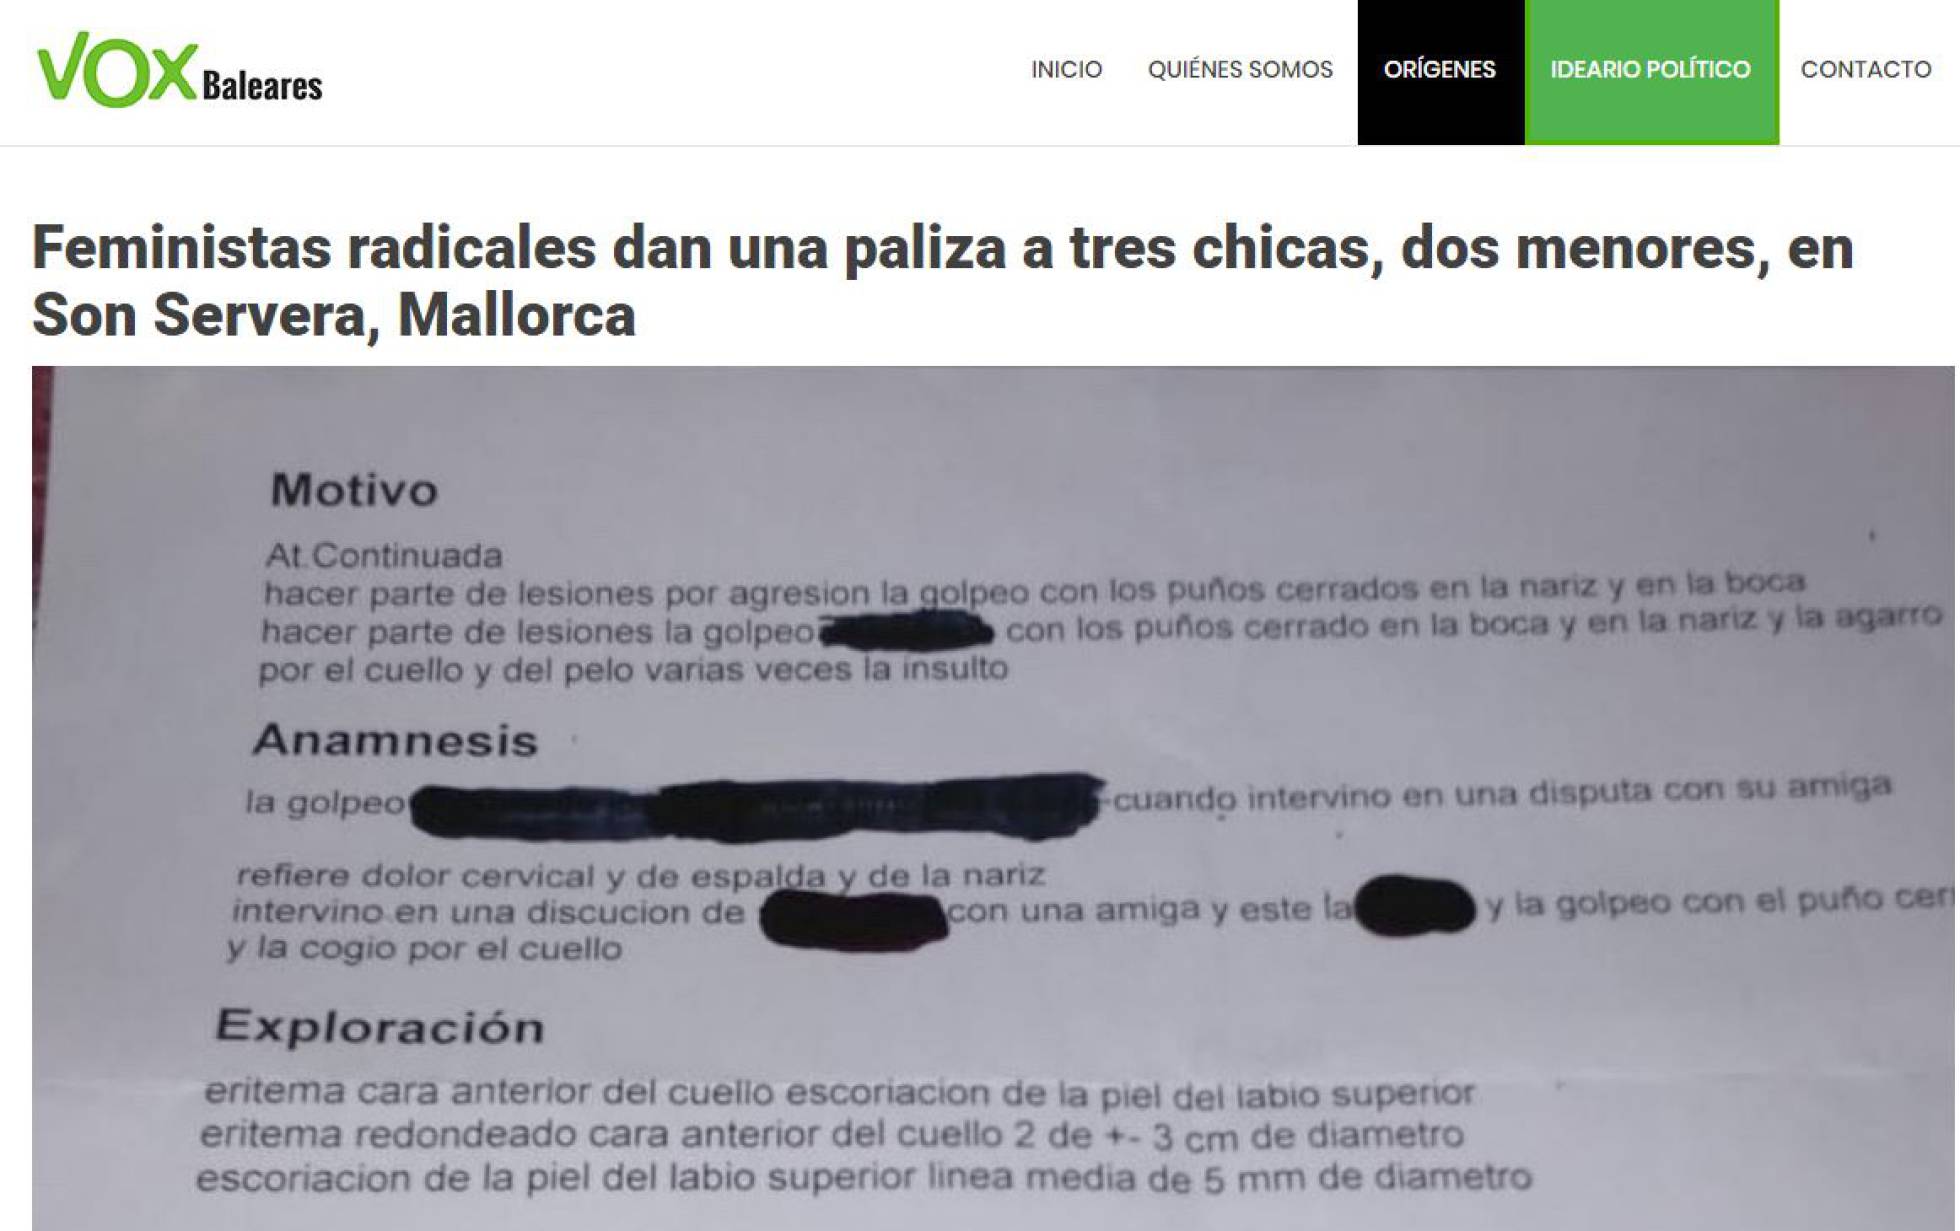 VOX Baleares
INICIO QUIÉNES SOMOS ORÍGENES IDEARIO POLÍTICO CONTACTO
Feministas radicales dan una paliza a tres chicas, dos menores, en
Son Servera, Mallorca
Motivo
At.Continuada
hacer parte de lesiones por agresion la golpeo con los puños cerrados en la nariz y en la boca
hacer parte de lesiones la golpeo con los puños cerrado en la boca y en la nariz y la agarro
por el cuello y del pelo varias veces la insulto
Anamnesis
la golpeo cuando intervino en una disputa con su amiga
refiere dolor cervical y de espalda y de la nariz
intervino en una discucion de con una amiga y este la y la golpeo con el puño cerr
y la cogio por el cuello
Exploración
eritema cara anterior del cuello escoriacion de la piel del labio superior
eritema redondeado cara anterior del cuello 2 de +- 3 cm de diametro
escoriacion de la piel del labio superior linea media de 5 mm de diametro